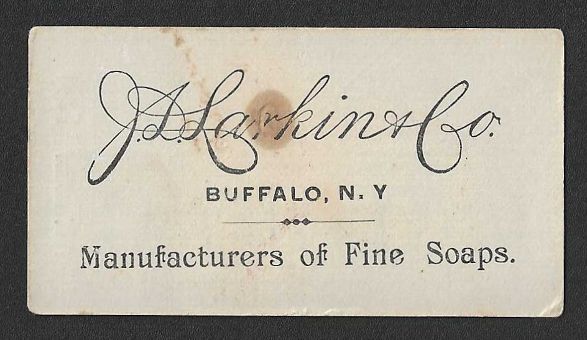 J.D. Larkin & Co.
BUFFALO, N. Y
Manufacturers of Fine Soaps.